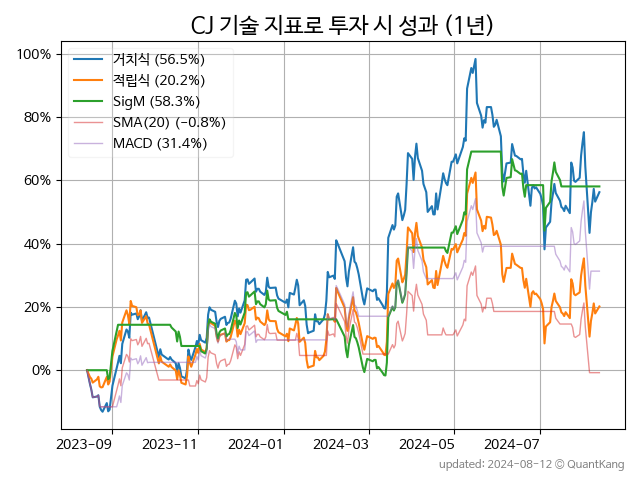 CJ 기술 지표로 투자 시 성과 (1년)
100%
80%
60%
40%
20%
0%
거치식 (56.5%)
적립식 (20.2%)
SigM (58.3%)
SMA(20) (−0.8%)
MACD (31.4%)
2023-09 2023-11 2024-01 2024-03 2024-05 2024-07
updated: 2024-08-12 © QuantKang